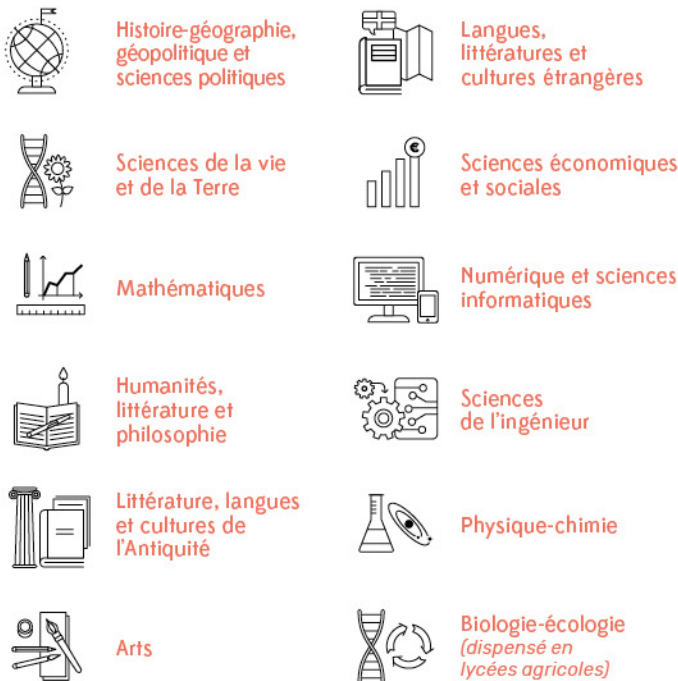 Histoire-géographie,
géopolitique et
sciences politiques
Langues,
littératures et
cultures étrangères
Sciences de la vie
et de la Terre
€
Sciences économiques
et sociales
Mathématiques
Numérique et sciences
informatiques
Humanités,
littérature et
philosophie
Sciences
de l'ingénieur
Littérature, langues
et cultures de
l'Antiquité
Physique-chimie
Arts
Biologie-écologie
(dispensé en
lycées agricoles)